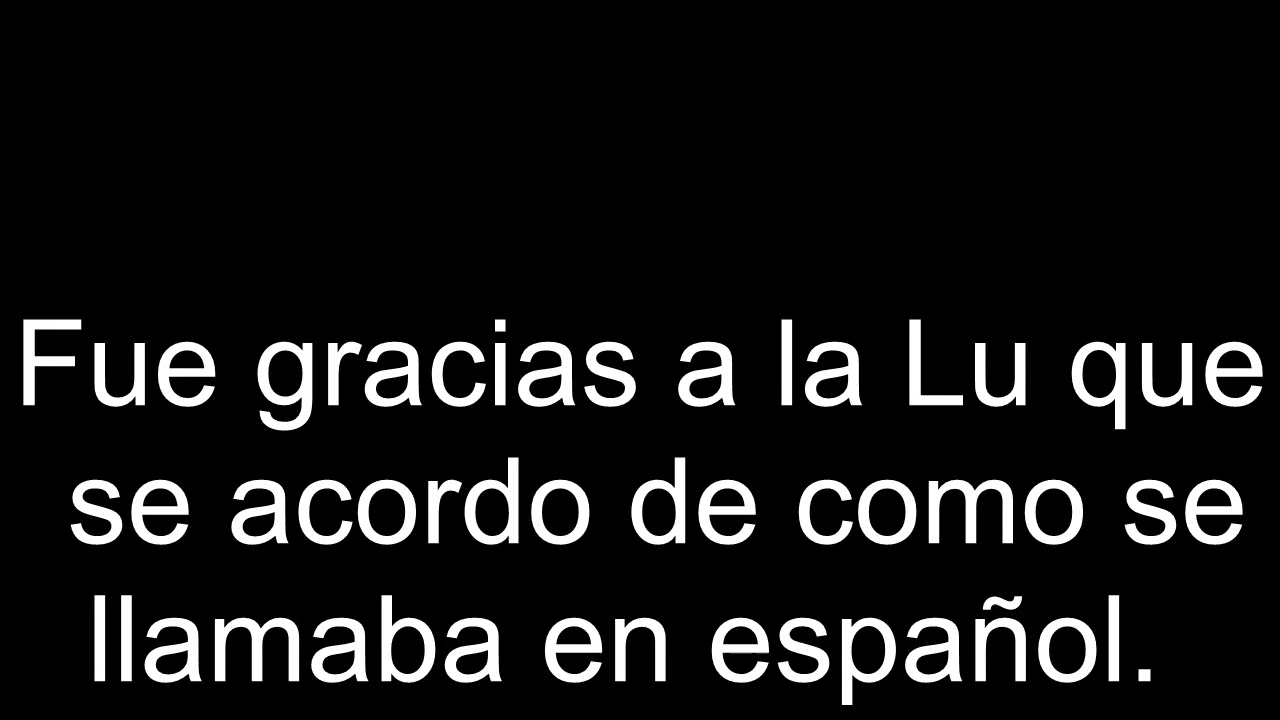 Fue gracias a la Lu que
se acordo de como se
llamaba en español.